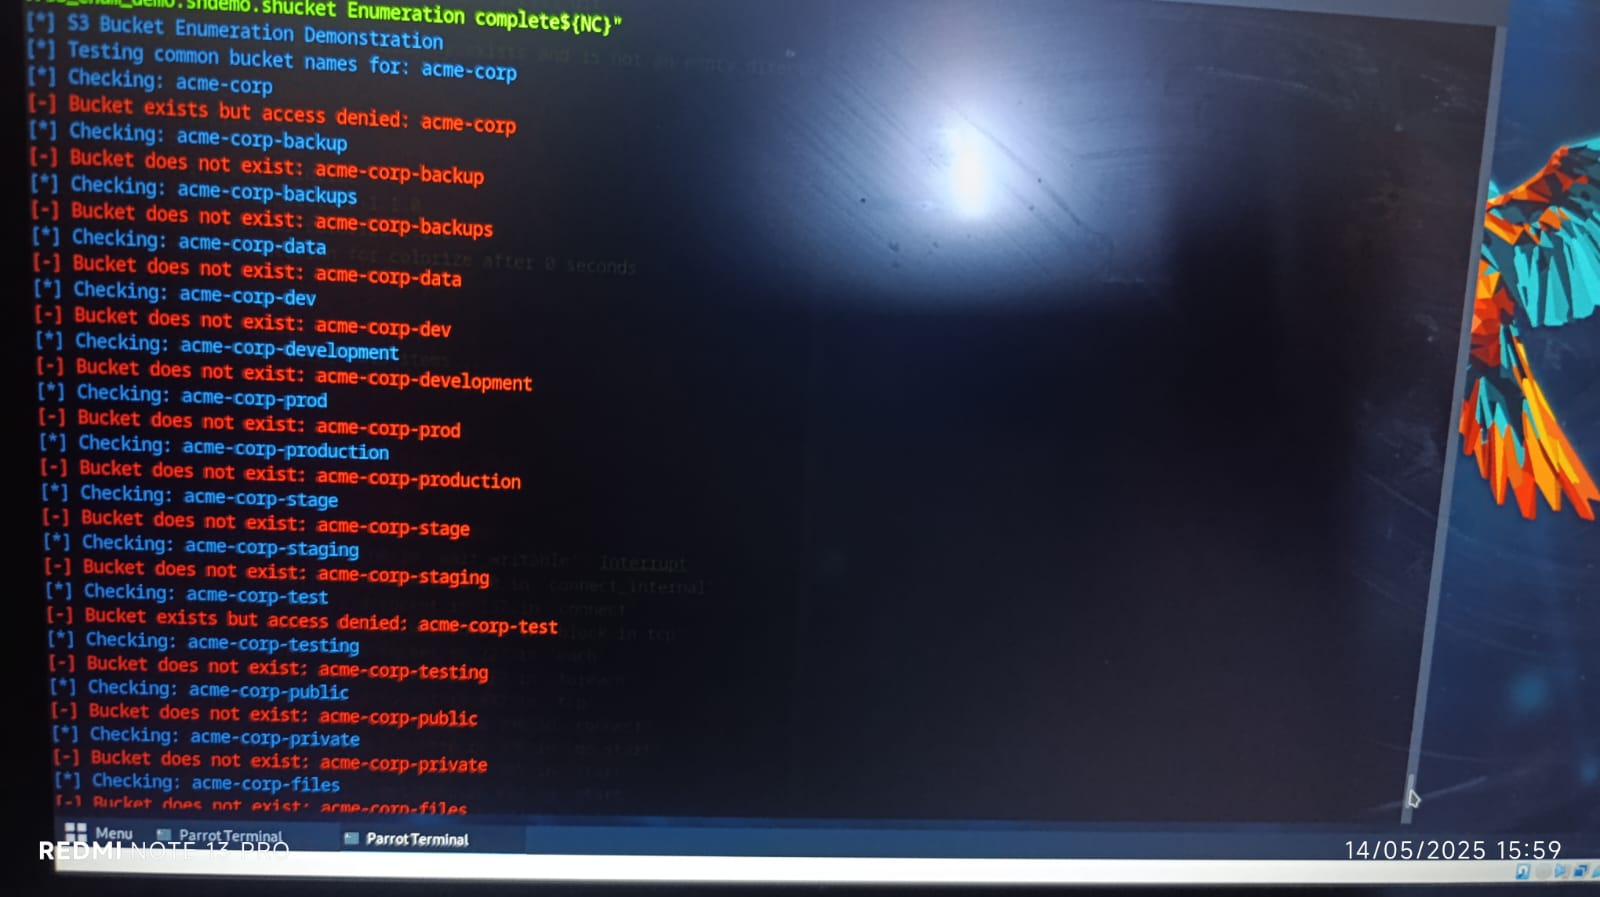 Enumeration complete${NC}"
[*] S3 Bucket Enumeration Demonstration
[*] Testing common bucket names for: acme-corp
[*] Checking: acme-corp
[-] Bucket exists but access denied: acme-corp
[*] Checking: acme-corp-backup
[-] Bucket does not exist: acme-corp-backup
[*] Checking: acme-corp-backups
[-] Bucket does not exist: acme-corp-backups
[*] Checking: acme-corp-data
[-] Bucket does not exist: acme-corp-data
[*] Checking: acme-corp-dev
[-] Bucket does not exist: acme-corp-dev
[*] Checking: acme-corp-development
[-] Bucket does not exist: acme-corp-development
[*] Checking: acme-corp-prod
[-] Bucket does not exist: acme-corp-prod
[*] Checking: acme-corp-production
[-] Bucket does not exist: acme-corp-production
[*] Checking: acme-corp-stage
[-] Bucket does not exist: acme-corp-stage
[*] Checking: acme-corp-staging
[-] Bucket does not exist: acme-corp-staging
[*] Checking: acme-corp-test
[-] Bucket exists but access denied: acme-corp-test
[*] Checking: acme-corp-testing
[-] Bucket does not exist: acme-corp-testing
[*] Checking: acme-corp-public
[-] Bucket does not exist: acme-corp-public
[*] Checking: acme-corp-private
[-] Bucket does not exist: acme-corp-private
[*] Checking: acme-corp-files
[-] Bucket does not exist: acme-corp-files
Menu Parrot Terminal Parrot Terminal
REDMI NOTE 13 PRO 14/05/2025 15:59